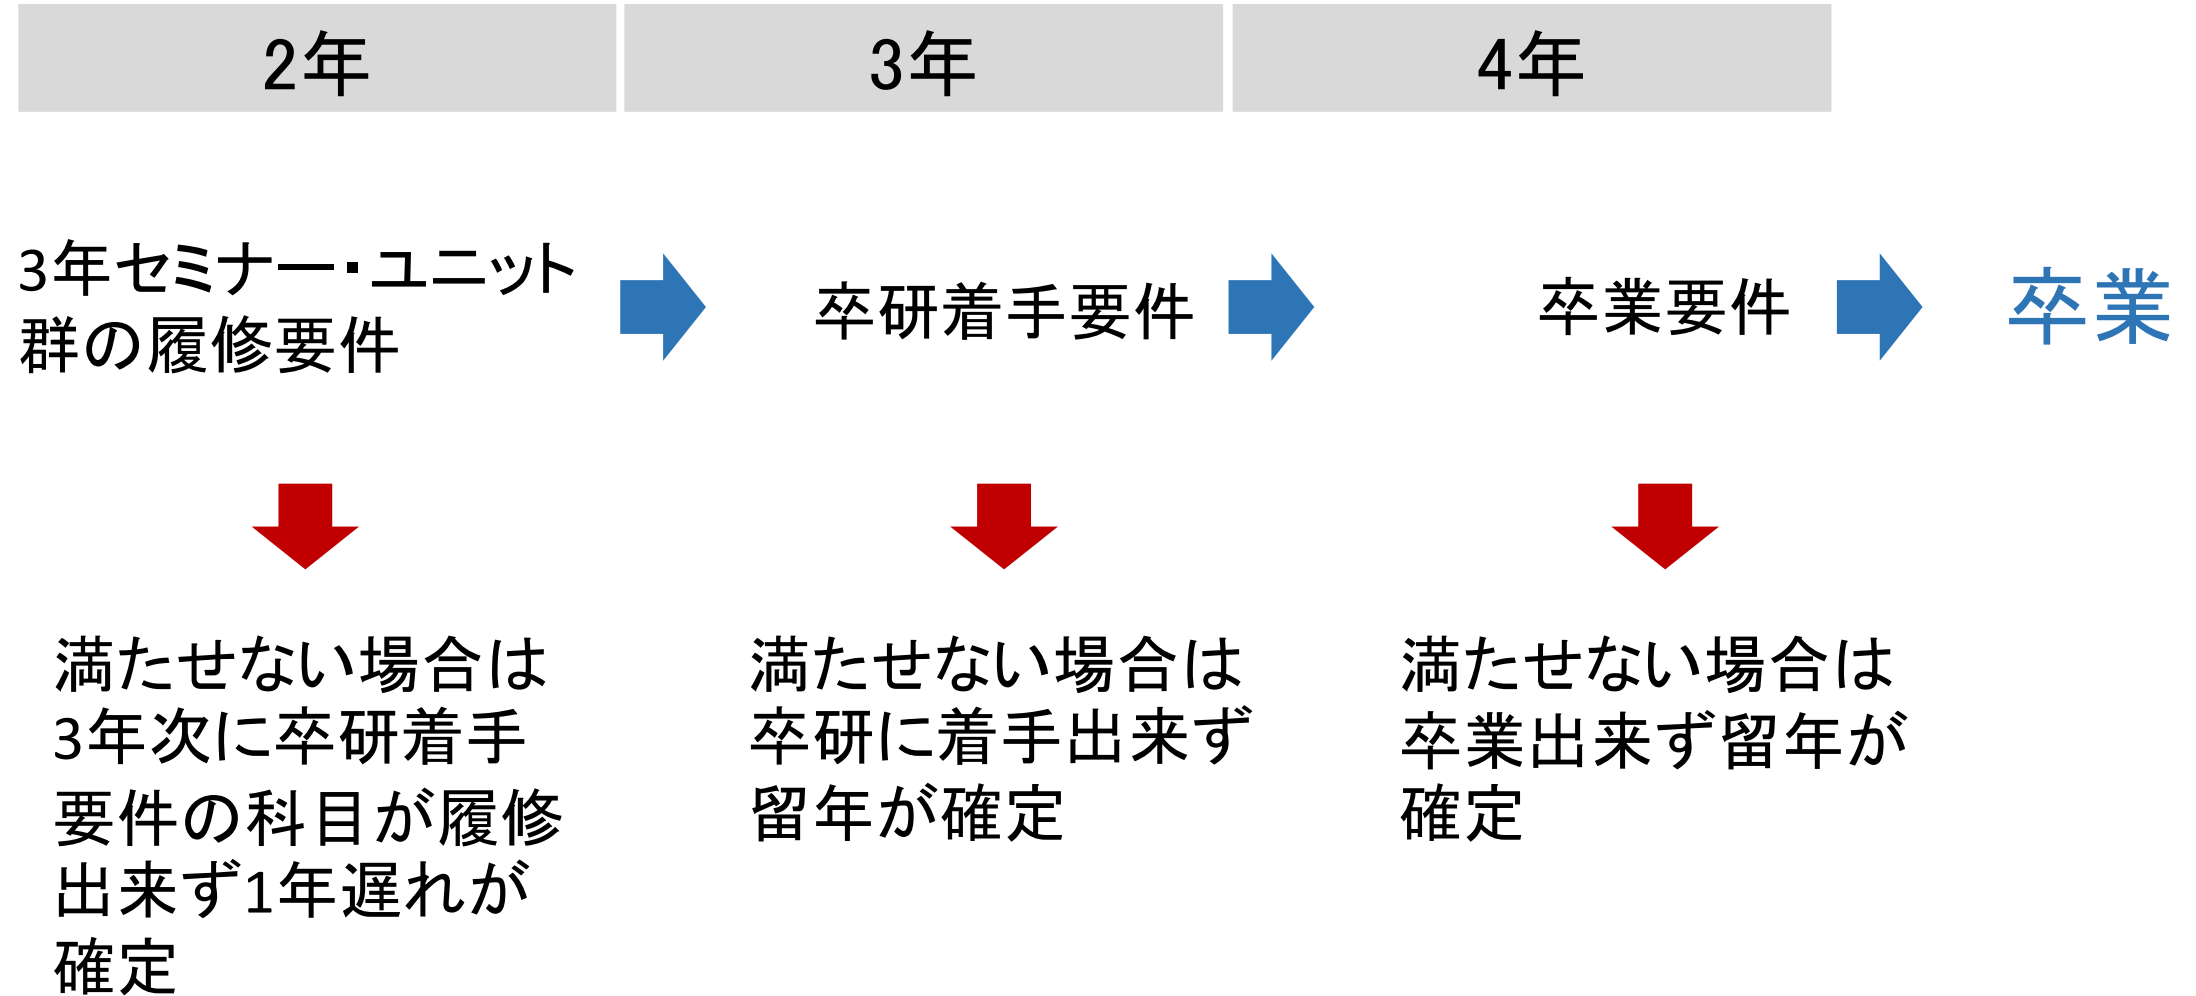 2年
3年
4年
3年セミナー・ユニット
群の履修要件
卒研着手要件
卒業要件
卒業
満たせない場合は
3年次に卒研着手
要件の科目が履修
出来ず1年遅れが
確定
満たせない場合は
卒研に着手出来ず
留年が確定
満たせない場合は
卒業出来ず留年が
確定